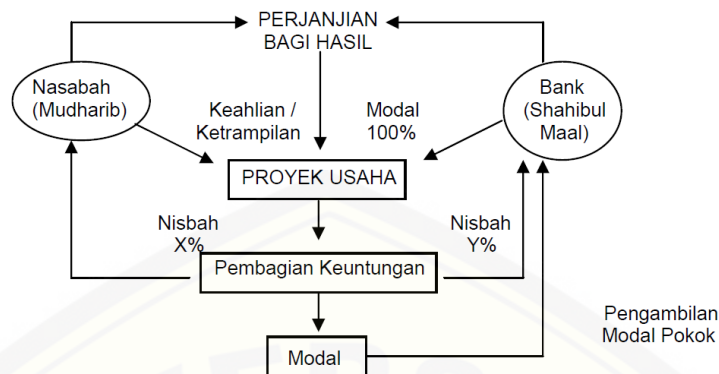 PERJANJIAN
BAGI HASIL
Nasabah
(Mudharib)
Bank
(Shahibul
Maal)
Keahlian /
Ketrampilan
Modal
100%
PROYEK USAHA
Nisbah
X%
Nisbah
Y%
Pembagian Keuntungan
Pengambilan
Modal Pokok
Modal